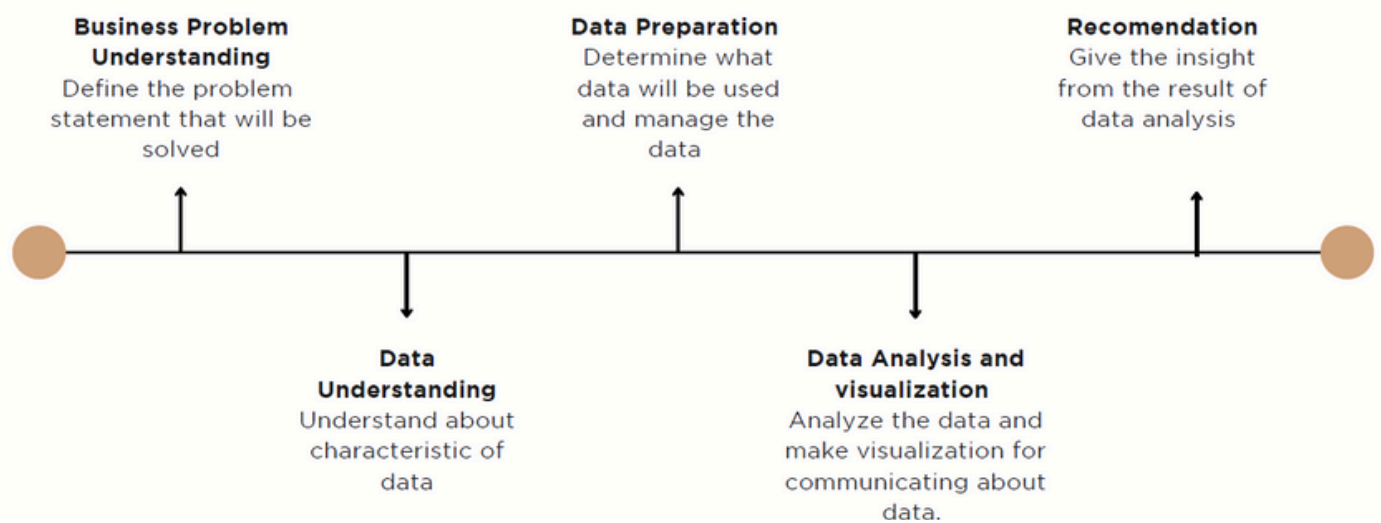 Business Problem
Understanding
Define the problem
statement that will be
solved
Data
Understanding
Understand about
characteristic of
data
Data Preparation
Determine what
data will be used
and manage the
data
Data Analysis and
visualization
Analyze the data and
make visualization for
communicating about
data.
Recomendation
Give the insight
from the result of
data analysis